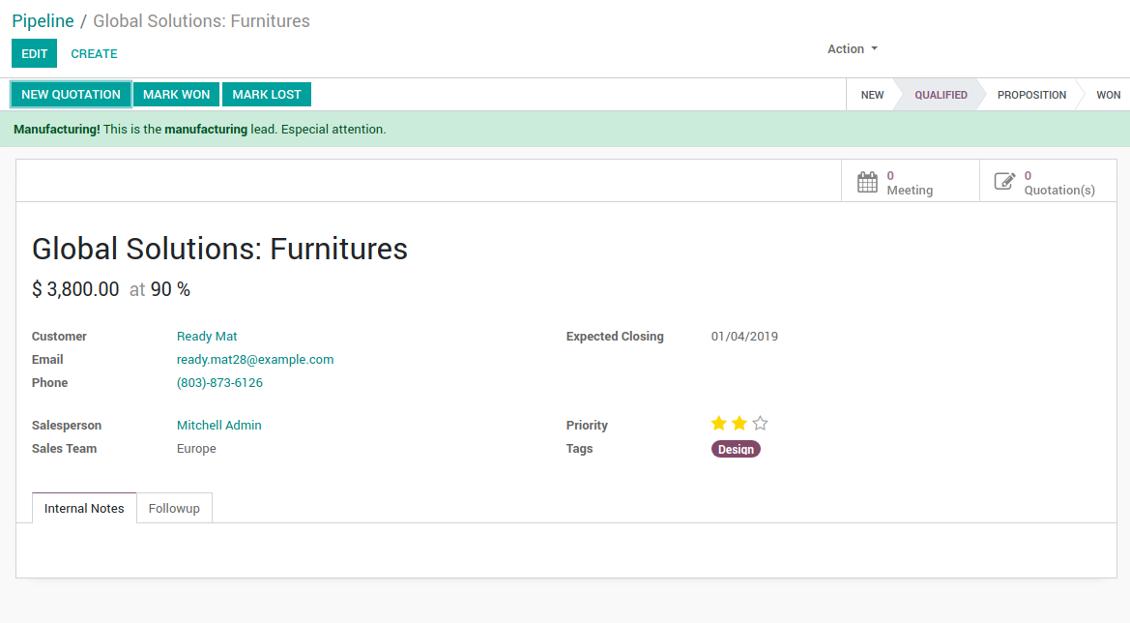 Pipeline / Global Solutions: Furnitures
EDIT CREATE Action
NEW QUOTATION MARK WON MARK LOST NEW QUALIFIED PROPOSITION WON
Manufacturing! This is the manufacturing lead. Especial attention.
0 Meeting
0 Quotation(s)
Global Solutions: Furnitures
$ 3,800.00 at 90 %
Customer Ready Mat Expected Closing 01/04/2019
Email ready.mat28@example.com
Phone (803)-873-6126
Salesperson Mitchell Admin Priority
Sales Team Europe Tags Design
Internal Notes Followup